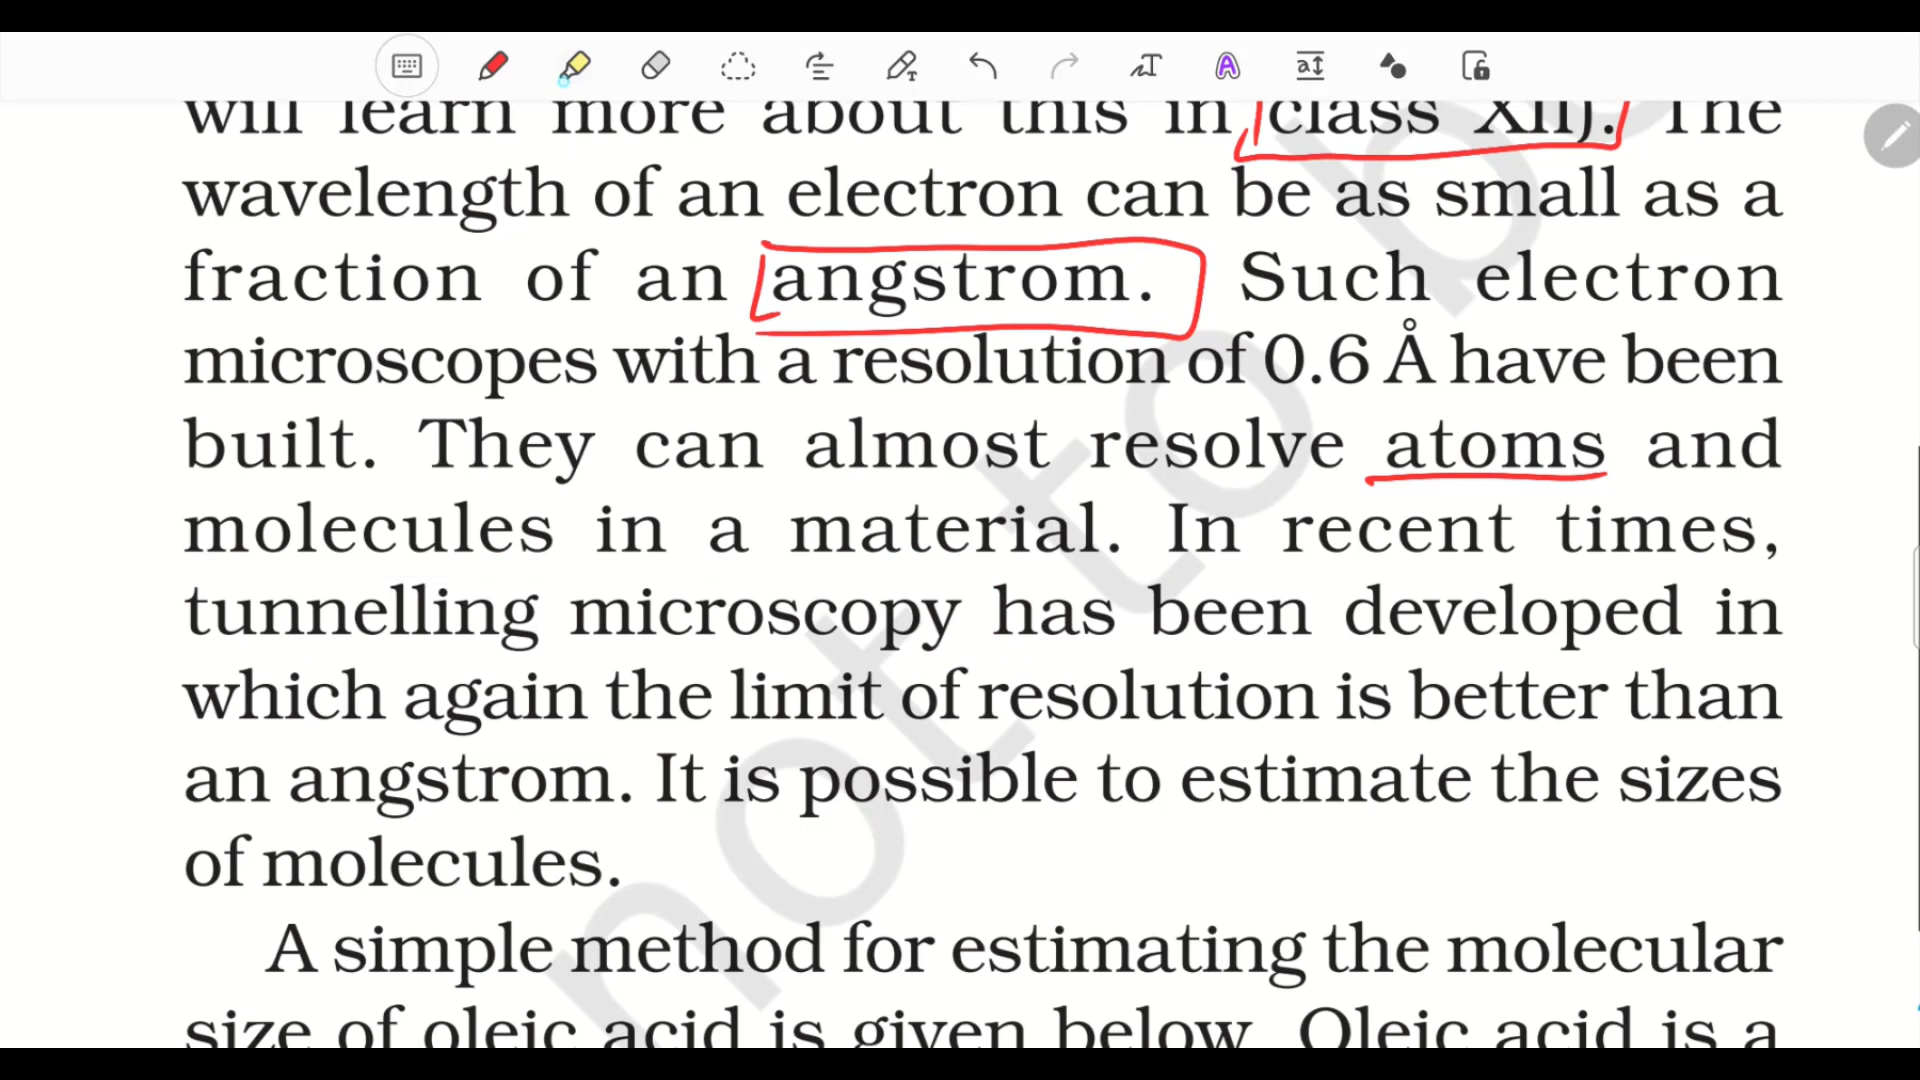 will learn more about this in class XII). The
wavelength of an electron can be as small as a
fraction of an angstrom. Such electron
microscopes with a resolution of 0.6 Å have been
built. They can almost resolve atoms and
molecules in a material. In recent times,
tunnelling microscopy has been developed in
which again the limit of resolution is better than
an angstrom. It is possible to estimate the sizes
of molecules.
A simple method for estimating the molecular
size of oleic acid is given below. Oleic acid is a
not to b